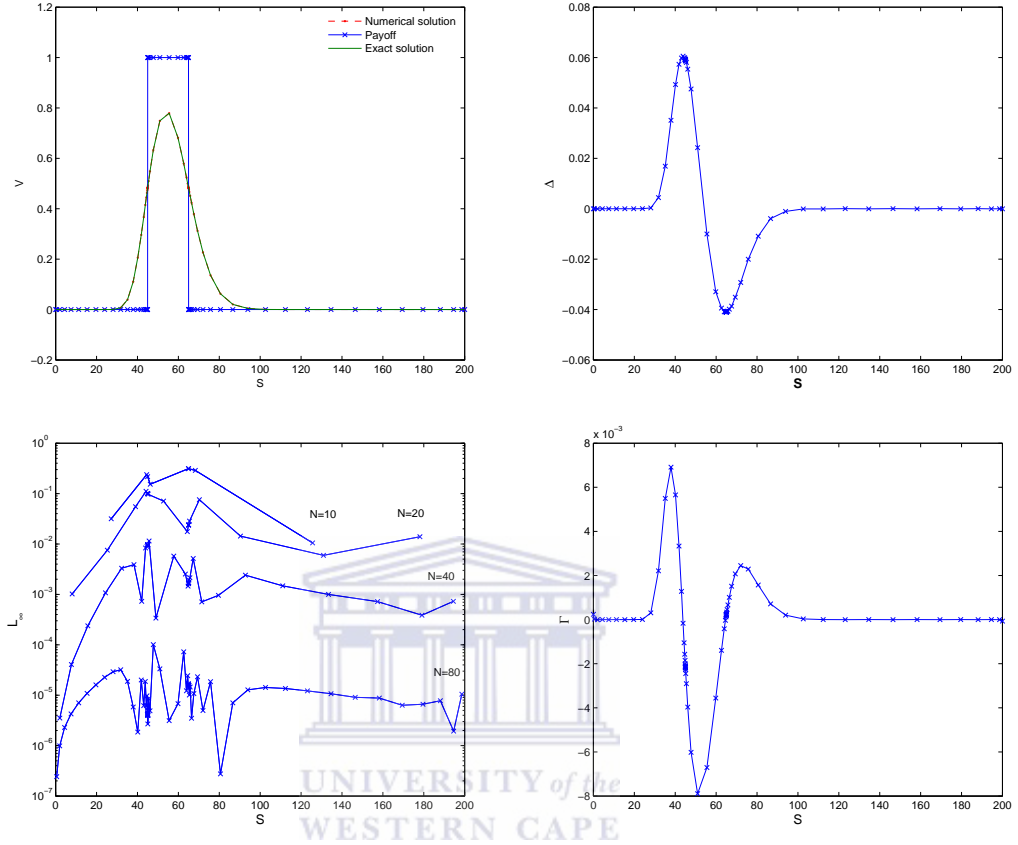 Numerical solution
Payoff
Exact solution
1.2
1
0.8
0.6
0.4
0.2
0
−0.2
V
0 20 40 60 80 100 120 140 160 180 200
S
0.08
0.06
0.04
0.02
0
−0.02
−0.04
−0.06
Δ
0 20 40 60 80 100 120 140 160 180 200
S
10^0
10^−1
10^−2
10^−3
10^−4
10^−5
10^−6
10^−7
L∞
N=10
N=20
N=40
N=80
0 20 40 60 80 100 120 140 160 180 200
S
x 10^−3
8
6
4
2
0
−2
−4
−6
−8
Γ
0 20 40 60 80 100 120 140 160 180 200
S
UNIVERSITY of the
WESTERN CAPE